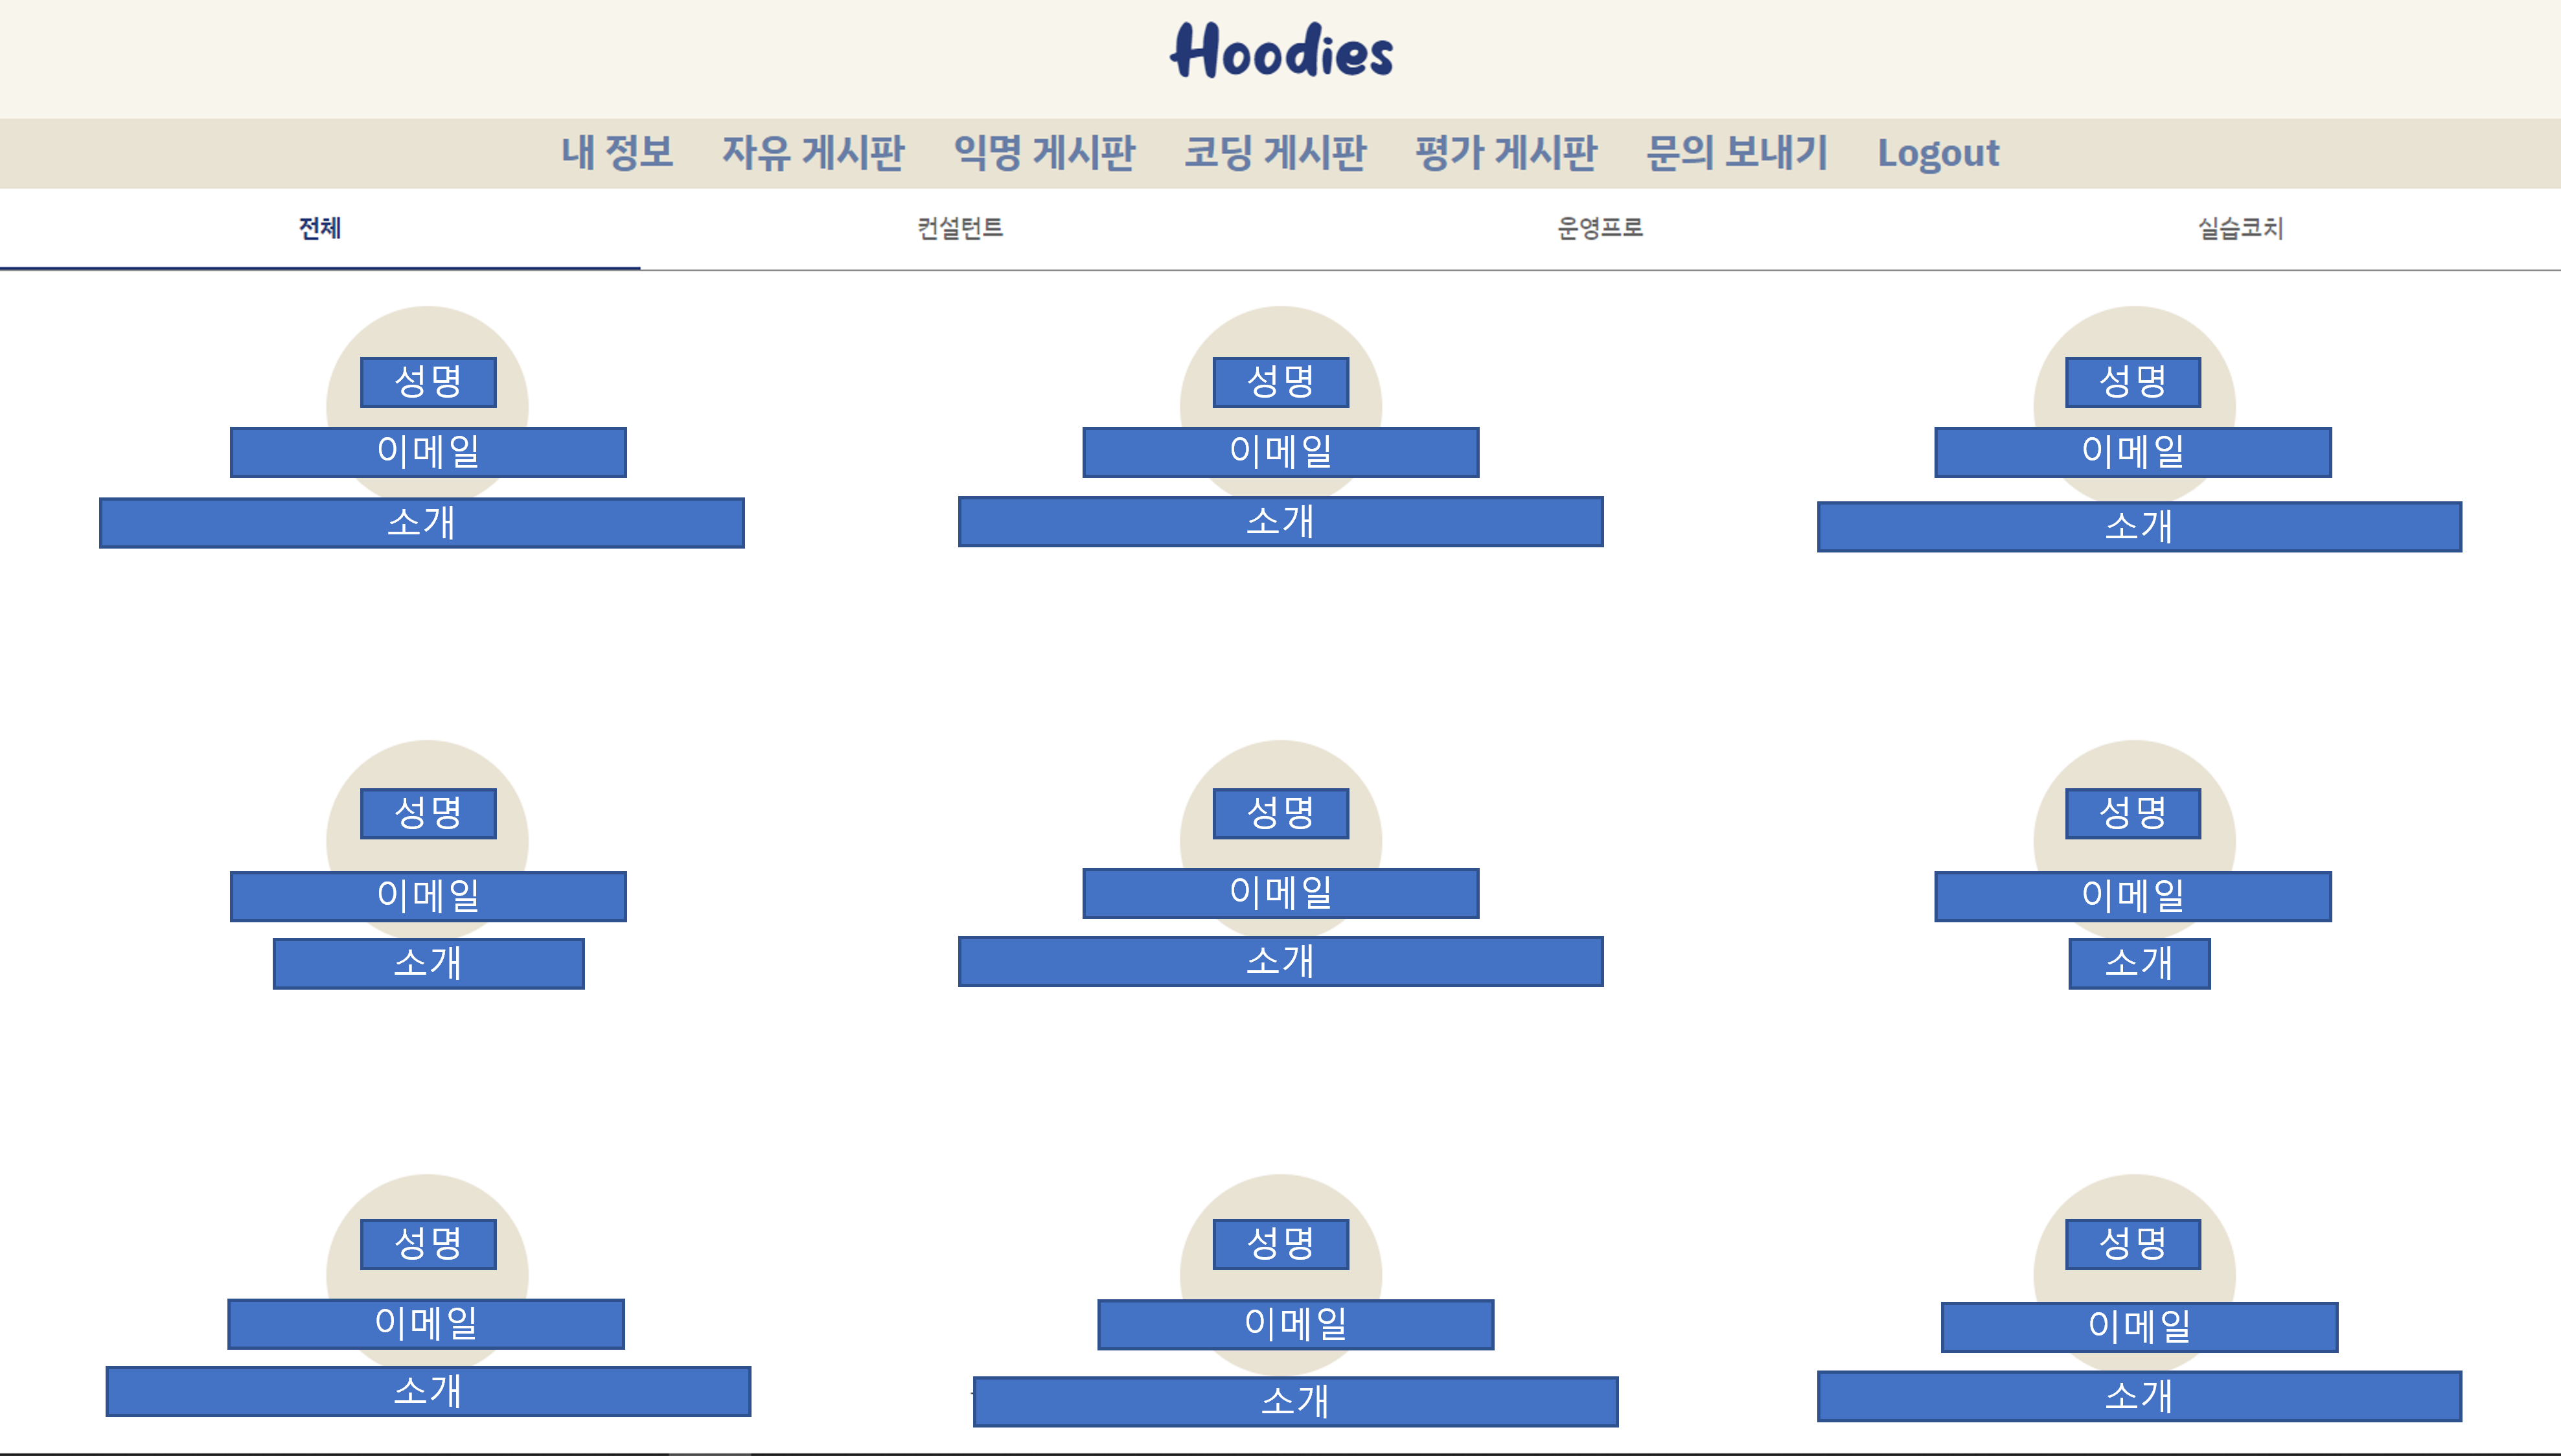 Hoodies
내 정보 자유 게시판 익명 게시판 코딩 게시판 평가 게시판 문의 보내기 Logout
전체 컨설턴트 운영프로 실습코치
성명 성명 성명
이메일 이메일 이메일
소개 소개 소개
성명 성명 성명
이메일 이메일 이메일
소개 소개 소개
성명 성명 성명
이메일 이메일 이메일
소개 소개 소개